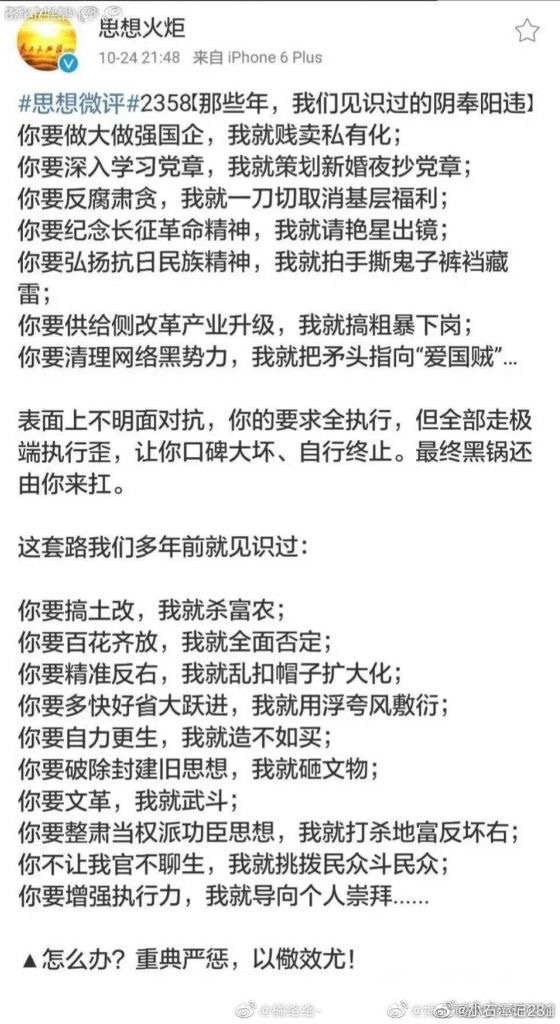 思想火炬
10-24 21:48 来自 iPhone 6 Plus
#思想微评#2358【那些年，我们见识过的阴奉阳违】
你要做大做强国企，我就贱卖私有化；
你要深入学习党章，我就策划新婚夜抄党章；
你要反腐肃贪，我就一刀切取消基层福利；
你要纪念长征革命精神，我就请艳星出镜；
你要弘扬抗日民族精神，我就拍手撕鬼子裤裆藏
雷；
你要供给侧改革产业升级，我就搞粗暴下岗；
你要清理网络黑势力，我就把矛头指向“爱国贼”...
表面上不明面对抗，你的要求全执行，但全部走极
端执行歪，让你口碑大坏、自行终止。最终黑锅还
由你来扛。
这套路我们多年前就见识过：
你要搞土改，我就杀富农；
你要百花齐放，我就全面否定；
你要精准反右，我就乱扣帽子扩大化；
你要多快好省大跃进，我就用浮夸风敷衍；
你要自力更生，我就造不如买；
你要破除封建旧思想，我就砸文物；
你要文革，我就武斗；
你要整肃当权派功臣思想，我就打杀地富反坏右；
你不让我官不聊生，我就挑拨民众斗民众；
你要增强执行力，我就导向个人崇拜......
▲怎么办？重典严惩，以儆效尤！
@小石潭记231